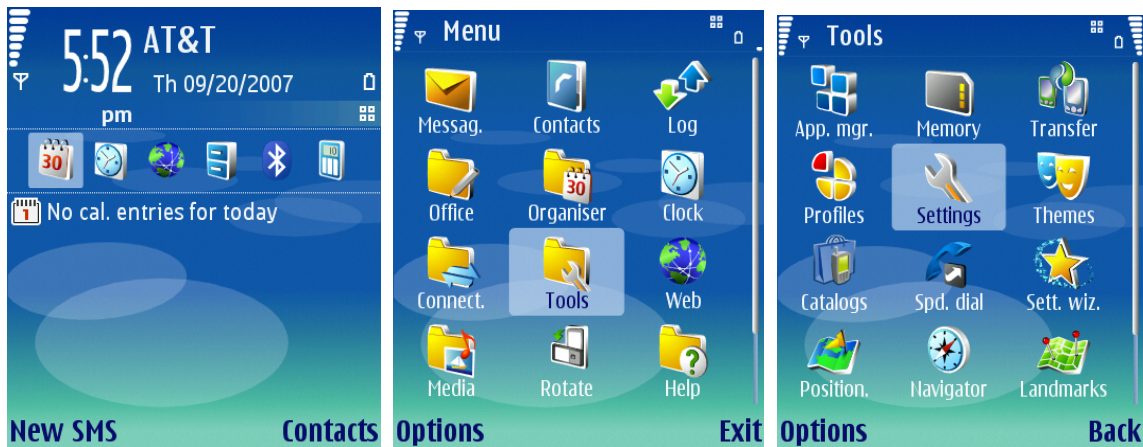 5:52 AT&T
Th 09/20/2007
pm
30
10
1 No cal. entries for today
New SMS Contacts
Menu
Messag. Contacts Log
30
Office Organiser Clock
Connect. Tools Web
?
Media Rotate Help
Options Exit
Tools
App. mgr. Memory Transfer
Profiles Settings Themes
Catalogs Spd. dial Sett. wiz.
Position. Navigator Landmarks
Options Back